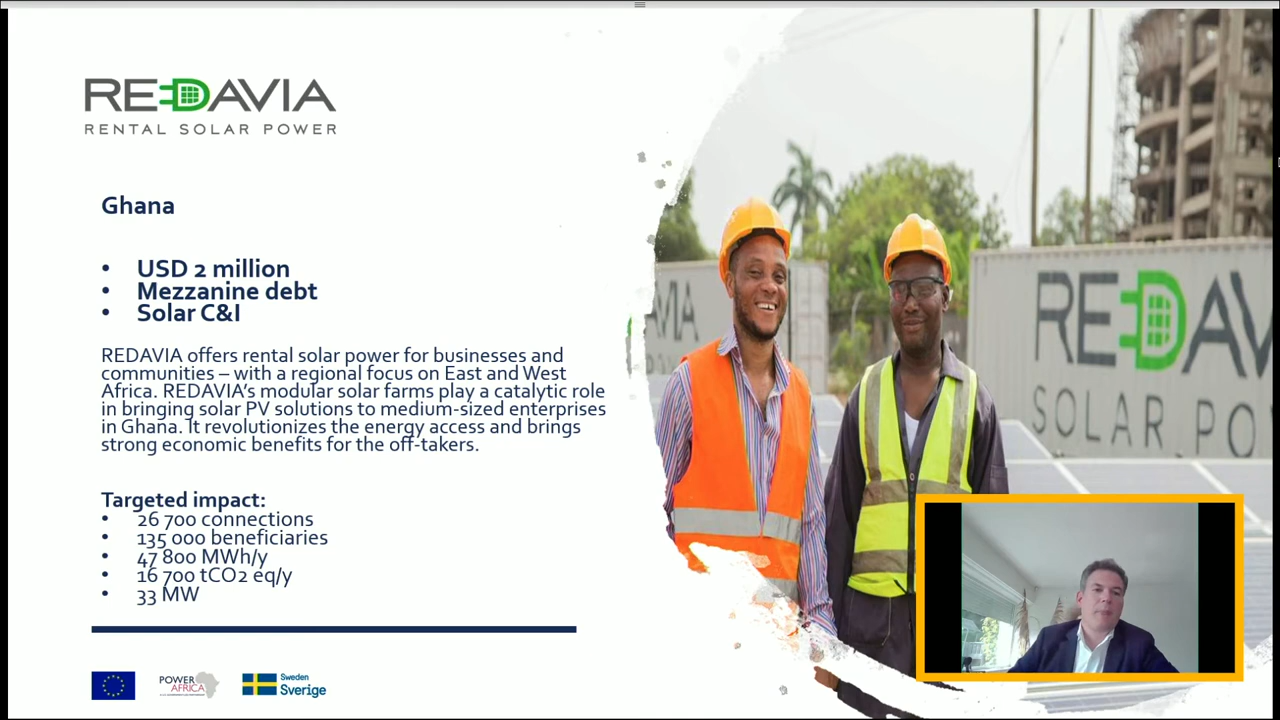 REDAVIA
RENTAL SOLAR POWER
Ghana
• USD 2 million
• Mezzanine debt
• Solar C&I
REDAVIA offers rental solar power for businesses and
communities – with a regional focus on East and West
Africa. REDAVIA's modular solar farms play a catalytic role
in bringing solar PV solutions to medium-sized enterprises
in Ghana. It revolutionizes the energy access and brings
strong economic benefits for the off-takers.
Targeted impact:
• 26 700 connections
• 135 000 beneficiaries
• 47 800 MWh/y
• 16 700 tCO2 eq/y
• 33 MW
POWER
AFRICA
Sweden
Sverige
AVIA
REDAV
SOLAR PO